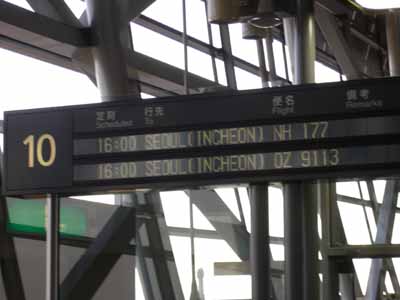 定刻 行先 便名 備考
Scheduled To Flight Remarks
10
16:00 SEOUL(INCHEON) NH 177
16:00 SEOUL(INCHEON) OZ 9113